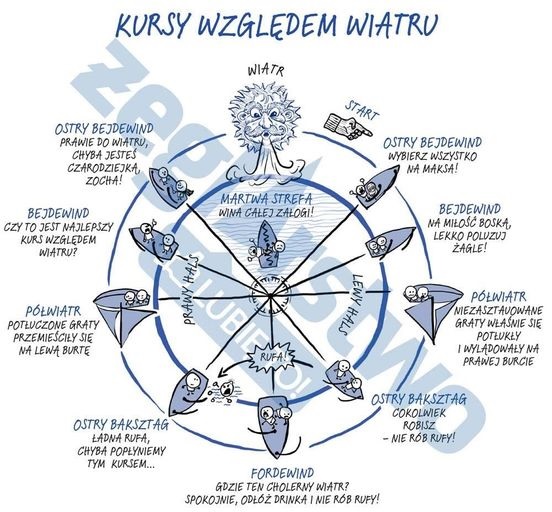 KURSY WZGLĘDEM WIATRU
WIATR
START
OSTRY BEJDEWIND
PRAWIE DO WIATRU,
CHYBA JESTEŚ
CZARODZIEJKA,
ZOCHA!
OSTRY BEJDEWIND
WYBIERZ WSZYSTKO
NA MAKSA!
MARTWA STREFA
WINA CAŁEJ ZAŁOGI!
BEJDEWIND
CZY TO JEST NAJLEPSZY
KURS WZGLĘDEM
WIATRU?
BEJDEWIND
NA MIŁOŚĆ BOSKĄ,
LEKKO POLUZUJ
ŻAGLE!
PRAWY HALS
LEWY HALS
PÓŁWIATR
POTŁUCZONE GRATY
PRZEMIEŚCIŁY SIĘ
NA LEWĄ BURTĘ
PÓŁWIATR
NIEZASZTAUOWANE
GRATY WŁAŚNIE SIĘ
POTŁUKŁY
I WYLĄDOWAŁY NA
PRAWEJ BURCIE
RUFA!
OSTRY BAKSZTAG
ŁADNA RUFA,
CHYBA POPŁYNIEMY
TYM KURSEM...
OSTRY BAKSZTAG
COKOLWIEK
ROBISZ
– NIE RÓB RUFY!
FORDEWIND
GDZIE TEN CHOLERNY WIATR?
SPOKOJNIE, ODŁÓŻ DRINKA I NIE RÓB RUFY!